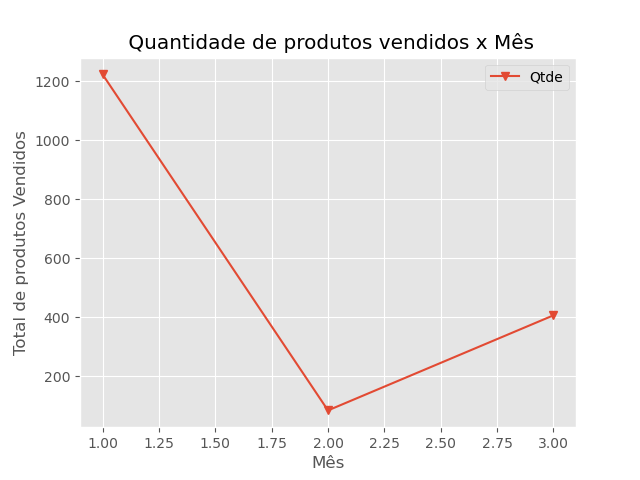 Quantidade de produtos vendidos x Mês
Qtde
Total de produtos Vendidos
1200
1000
800
600
400
200
1.00 1.25 1.50 1.75 2.00 2.25 2.50 2.75 3.00
Mês